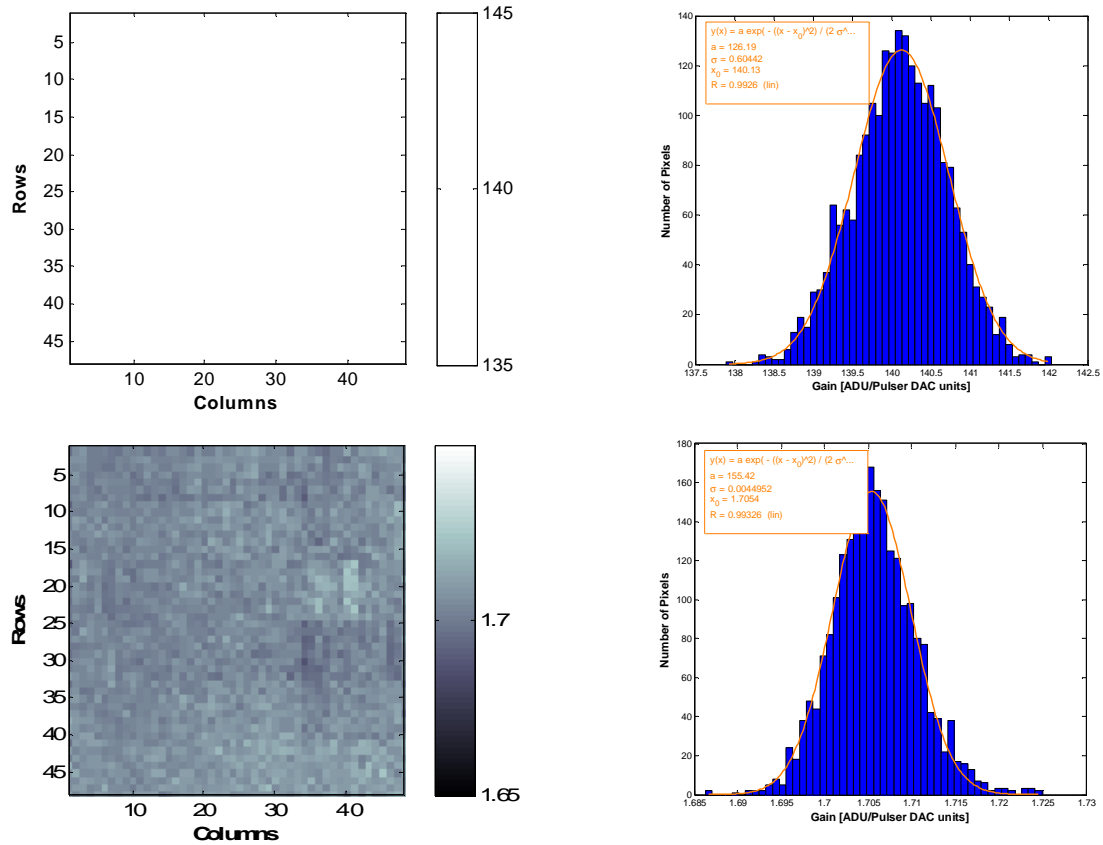 145
140
135
5
10
15
20
25
30
35
40
45
Rows
10 20 30 40
Columns
140
120
100
80
60
40
20
0
Number of Pixels
y(x) = a exp( - ((x - x0)^2) / (2 σ^...
a = 126.19
σ = 0.60442
x0 = 140.13
R = 0.9926 (lin)
137.5 138 138.5 139 139.5 140 140.5 141 141.5 142 142.5
Gain [ADU/Pulser DAC units]
5
10
15
20
25
30
35
40
45
Rows
10 20 30 40
Columns
1.7
1.65
180
160
140
120
100
80
60
40
20
0
Number of Pixels
y(x) = a exp( - ((x - x0)^2) / (2 σ^...
a = 155.42
σ = 0.0044952
x0 = 1.7054
R = 0.99326 (lin)
1.685 1.69 1.695 1.7 1.705 1.71 1.715 1.72 1.725 1.73
Gain [ADU/Pulser DAC units]